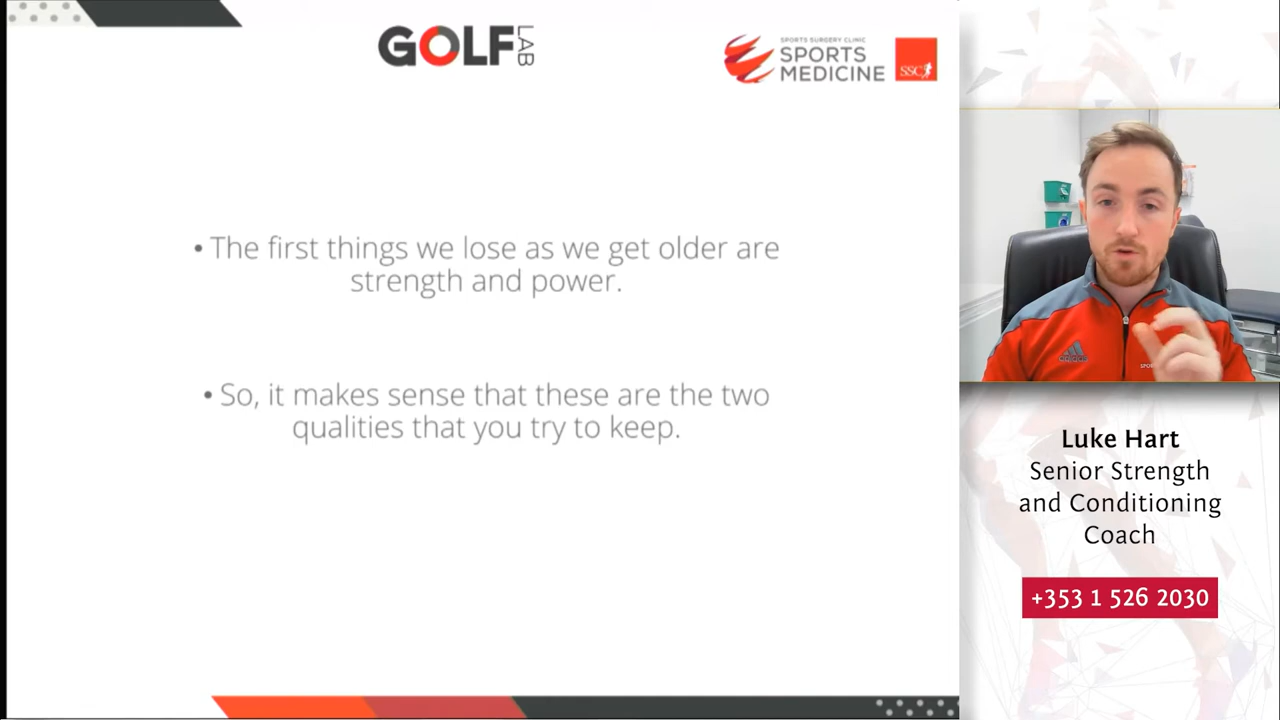 GOLF LAB
SPORTS SURGERY CLINIC
SPORTS
MEDICINE
SSC
• The first things we lose as we get older are
strength and power.
• So, it makes sense that these are the two
qualities that you try to keep.
SPO
Luke Hart
Senior Strength
and Conditioning
Coach
+353 1 526 2030